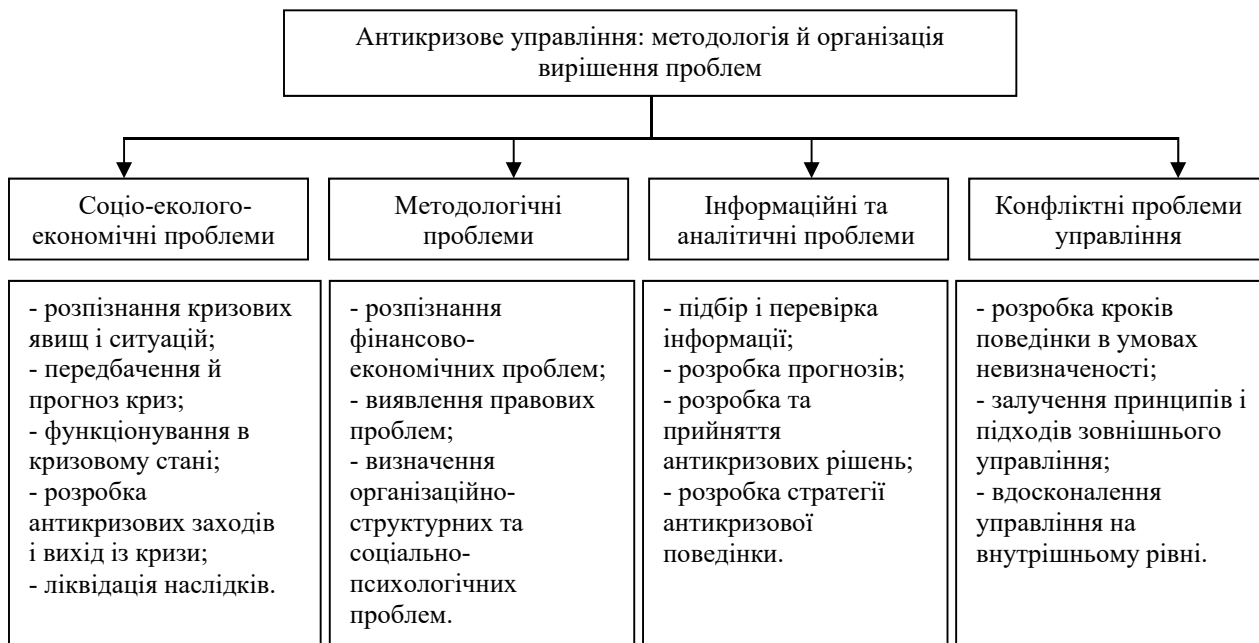 Антикризове управління: методологія й організація
вирішення проблем
Соціо-еколого-
економічні проблеми
Методологічні
проблеми
Інформаційні та
аналітичні проблеми
Конфліктні проблеми
управління
- розпізнання кризових
явищ і ситуацій;
- передбачення й
прогноз криз;
- функціонування в
кризовому стані;
- розробка
антикризових заходів
і вихід із кризи;
- ліквідація наслідків.
- розпізнання
фінансово-
економічних проблем;
- виявлення правових
проблем;
- визначення
організаційно-
структурних та
соціально-
психологічних
проблем.
- підбір і перевірка
інформації;
- розробка прогнозів;
- розробка та
прийняття
антикризових рішень;
- розробка стратегії
антикризової
поведінки.
- розробка кроків
поведінки в умовах
невизначеності;
- залучення принципів і
підходів зовнішнього
управління;
- вдосконалення
управління на
внутрішньому рівні.